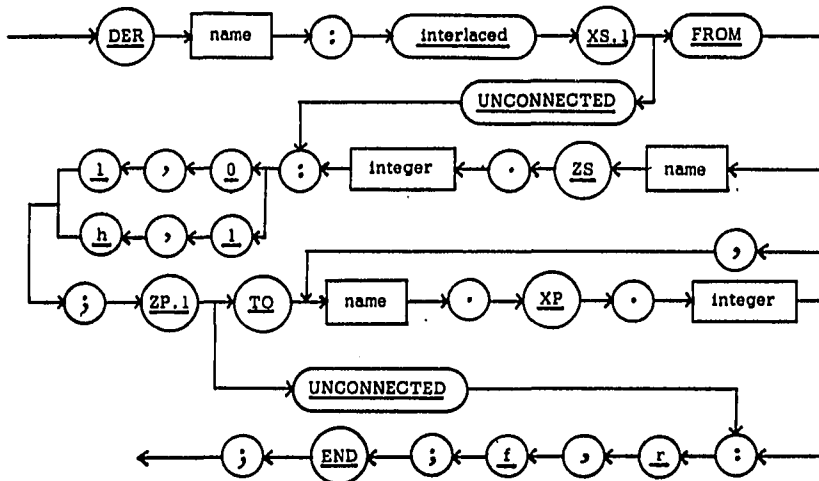 DER name : interlaced XS.1 FROM
UNCONNECTED
1 , 0 : integer . ZS name
h , l
,
; ZP.1 TO name . XP . integer
UNCONNECTED
; END ; f , r :